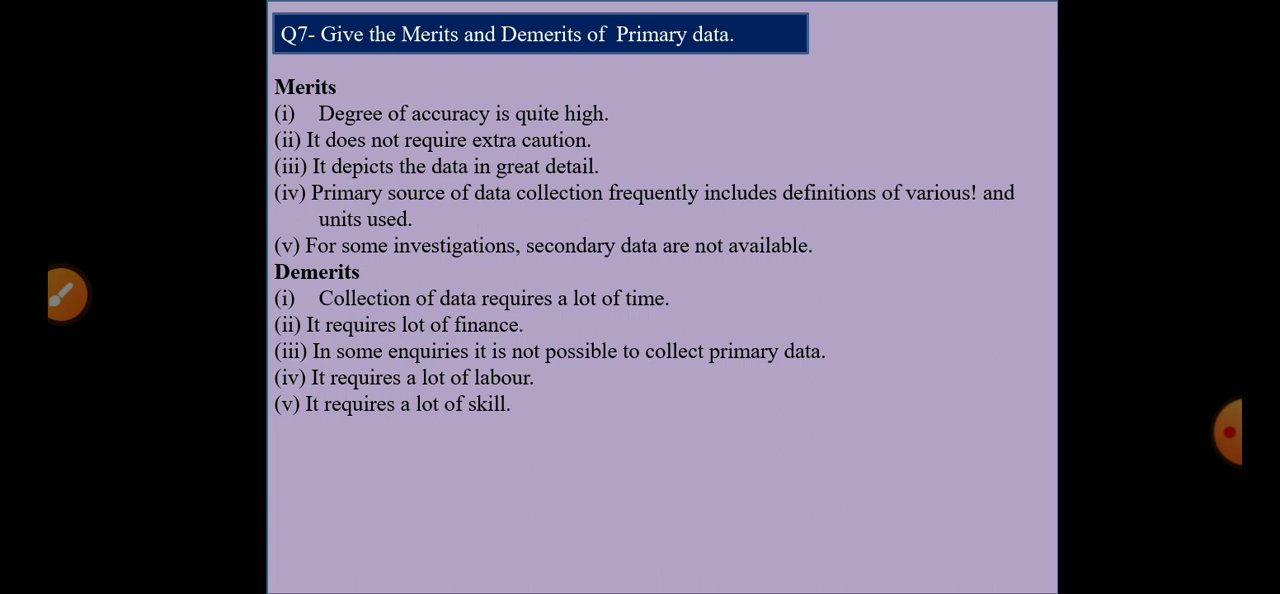 Q7- Give the Merits and Demerits of Primary data.
Merits
(i) Degree of accuracy is quite high.
(ii) It does not require extra caution.
(iii) It depicts the data in great detail.
(iv) Primary source of data collection frequently includes definitions of various! and
units used.
(v) For some investigations, secondary data are not available.
Demerits
(i) Collection of data requires a lot of time.
(ii) It requires lot of finance.
(iii) In some enquiries it is not possible to collect primary data.
(iv) It requires a lot of labour.
(v) It requires a lot of skill.